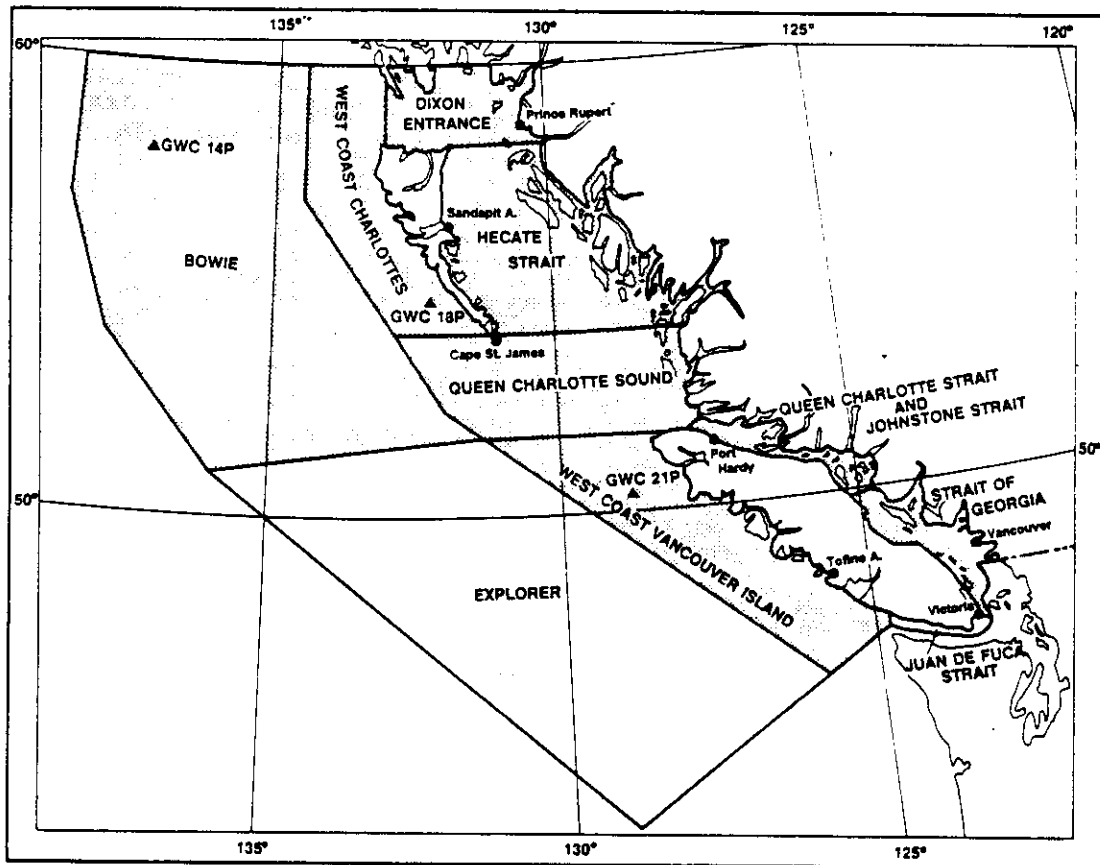 135°
130°
125°
120°
60°
DIXON
ENTRANCE
Prince Rupert
▲GWC 14P
WEST COAST CHARLOTTES
Sandspit A.
HECATE
STRAIT
BOWIE
GWC 18P
Cape St. James
QUEEN CHARLOTTE SOUND
QUEEN CHARLOTTE STRAIT
AND
JOHNSTONE STRAIT
50°
Port
Hardy
GWC 21P
50°
STRAIT OF
GEORGIA
Vancouver
WEST COAST VANCOUVER ISLAND
Tofino A.
EXPLORER
Victoria
JUAN DE FUCA
STRAIT
135°
130°
125°